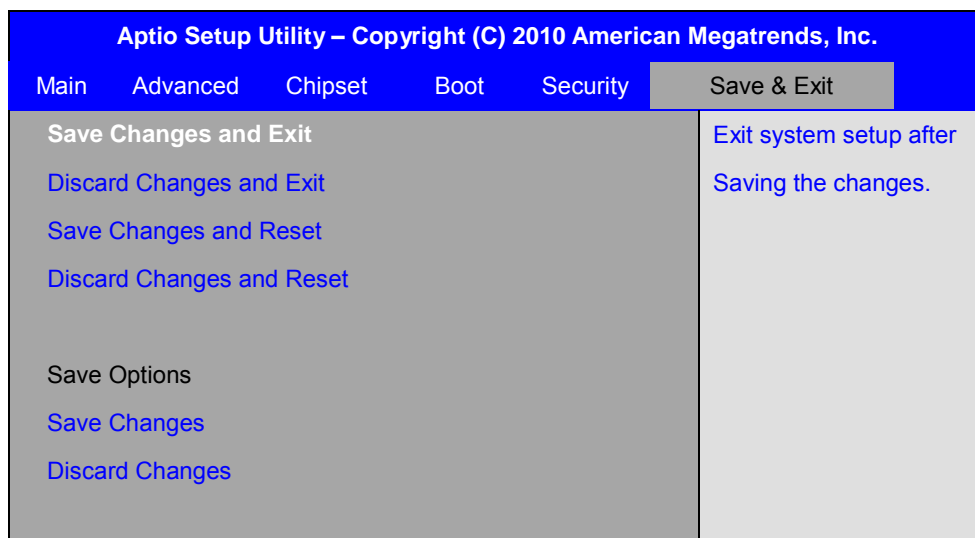 Aptio Setup Utility – Copyright (C) 2010 American Megatrends, Inc.
Main Advanced Chipset Boot Security Save & Exit
Save Changes and Exit
Discard Changes and Exit
Save Changes and Reset
Discard Changes and Reset
Save Options
Save Changes
Discard Changes
Exit system setup after
Saving the changes.